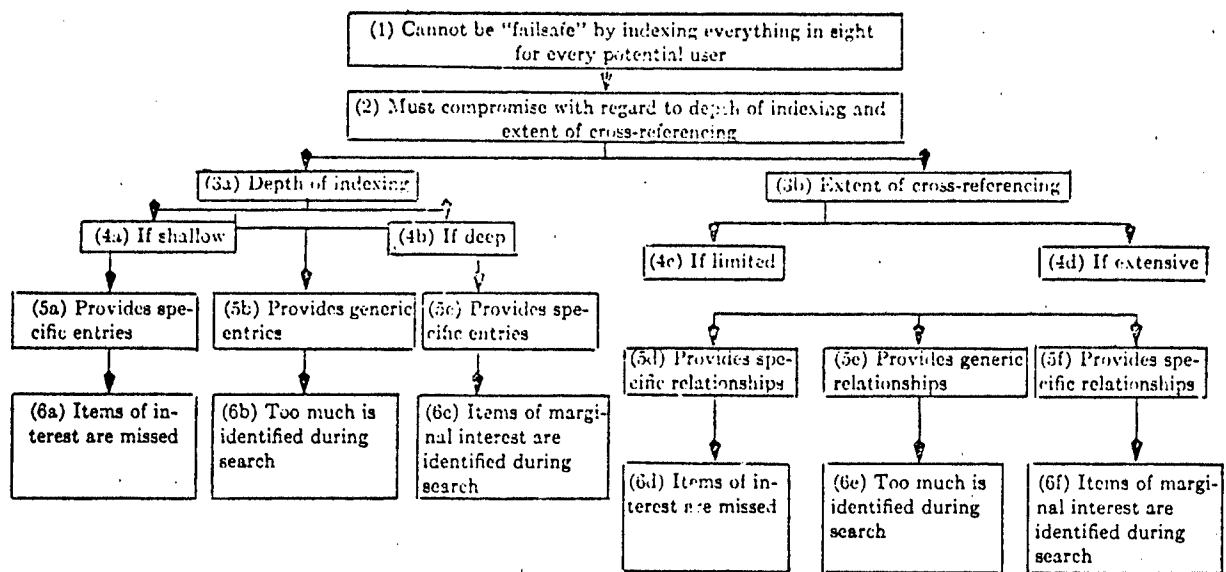 (1) Cannot be "failsafe" by indexing everything in sight
for every potential user
(2) Must compromise with regard to depth of indexing and
extent of cross-referencing
(3a) Depth of indexing
(3b) Extent of cross-referencing
(4a) If shallow
(4b) If deep
(4c) If limited
(4d) If extensive
(5a) Provides spe-
cific entries
(5b) Provides generic
entries
(5c) Provides spe-
cific entries
(5d) Provides spe-
cific relationships
(5e) Provides generic
relationships
(5f) Provides spe-
cific relationships
(6a) Items of in-
terest are missed
(6b) Too much is
identified during
search
(6c) Items of margi-
nal interest are
identified during
search
(6d) Items of in-
terest are missed
(6e) Too much is
identified during
search
(6f) Items of margi-
nal interest are
identified during
search